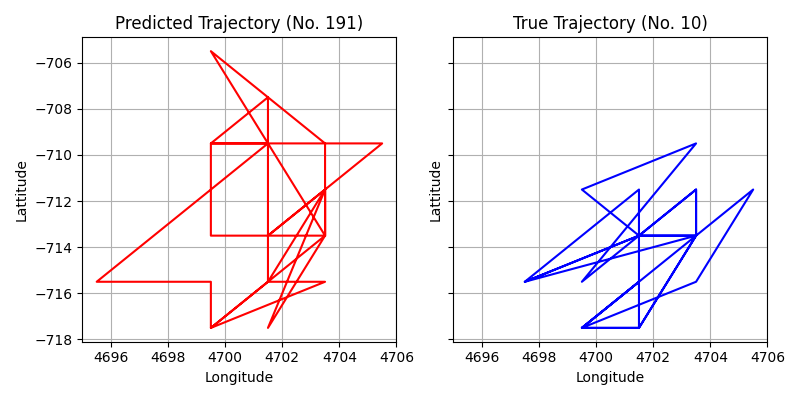 Predicted Trajectory (No. 191)
True Trajectory (No. 10)
−706
−708
−710
−712
−714
−716
−718
Lattitude
Lattitude
4696 4698 4700 4702 4704 4706
4696 4698 4700 4702 4704 4706
Longitude
Longitude